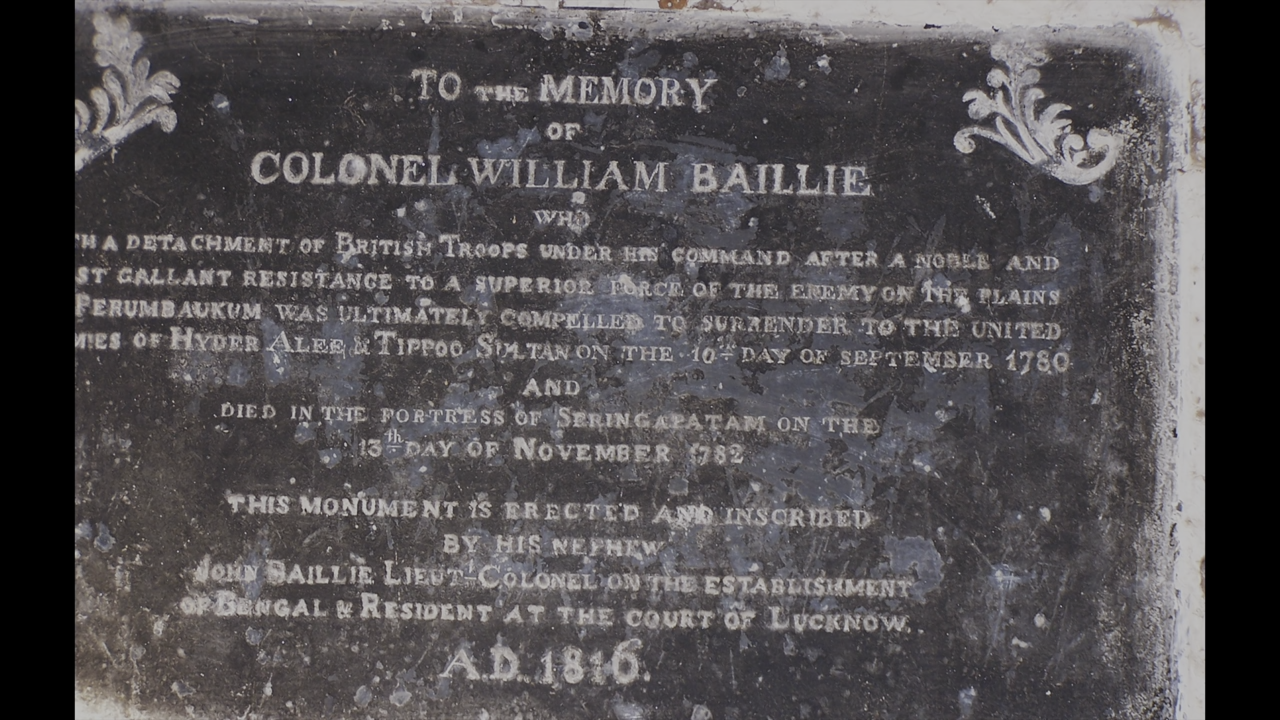 TO THE MEMORY
OF
COLONEL WILLIAM BAILLIE
WHO
TH A DETACHMENT OF BRITISH TROOPS UNDER HIS COMMAND AFTER A NOBLE AND
ST GALLANT RESISTANCE TO A SUPERIOR FORCE OF THE ENEMY ON THE PLAINS
PERUMBAUKUM WAS ULTIMATELY COMPELLED TO SURRENDER TO THE UNITED
MIES OF HYDER ALEE & TIPPOO SULTAN ON THE 10th DAY OF SEPTEMBER 1780
AND
DIED IN THE FORTRESS OF SERINGAPATAM ON THE
13th DAY OF NOVEMBER 1782
THIS MONUMENT IS ERECTED AND INSCRIBED
BY HIS NEPHEW
JOHN BAILLIE LIEUT-COLONEL ON THE ESTABLISHMENT
OF BENGAL & RESIDENT AT THE COURT OF LUCKNOW.
A.D. 1816.